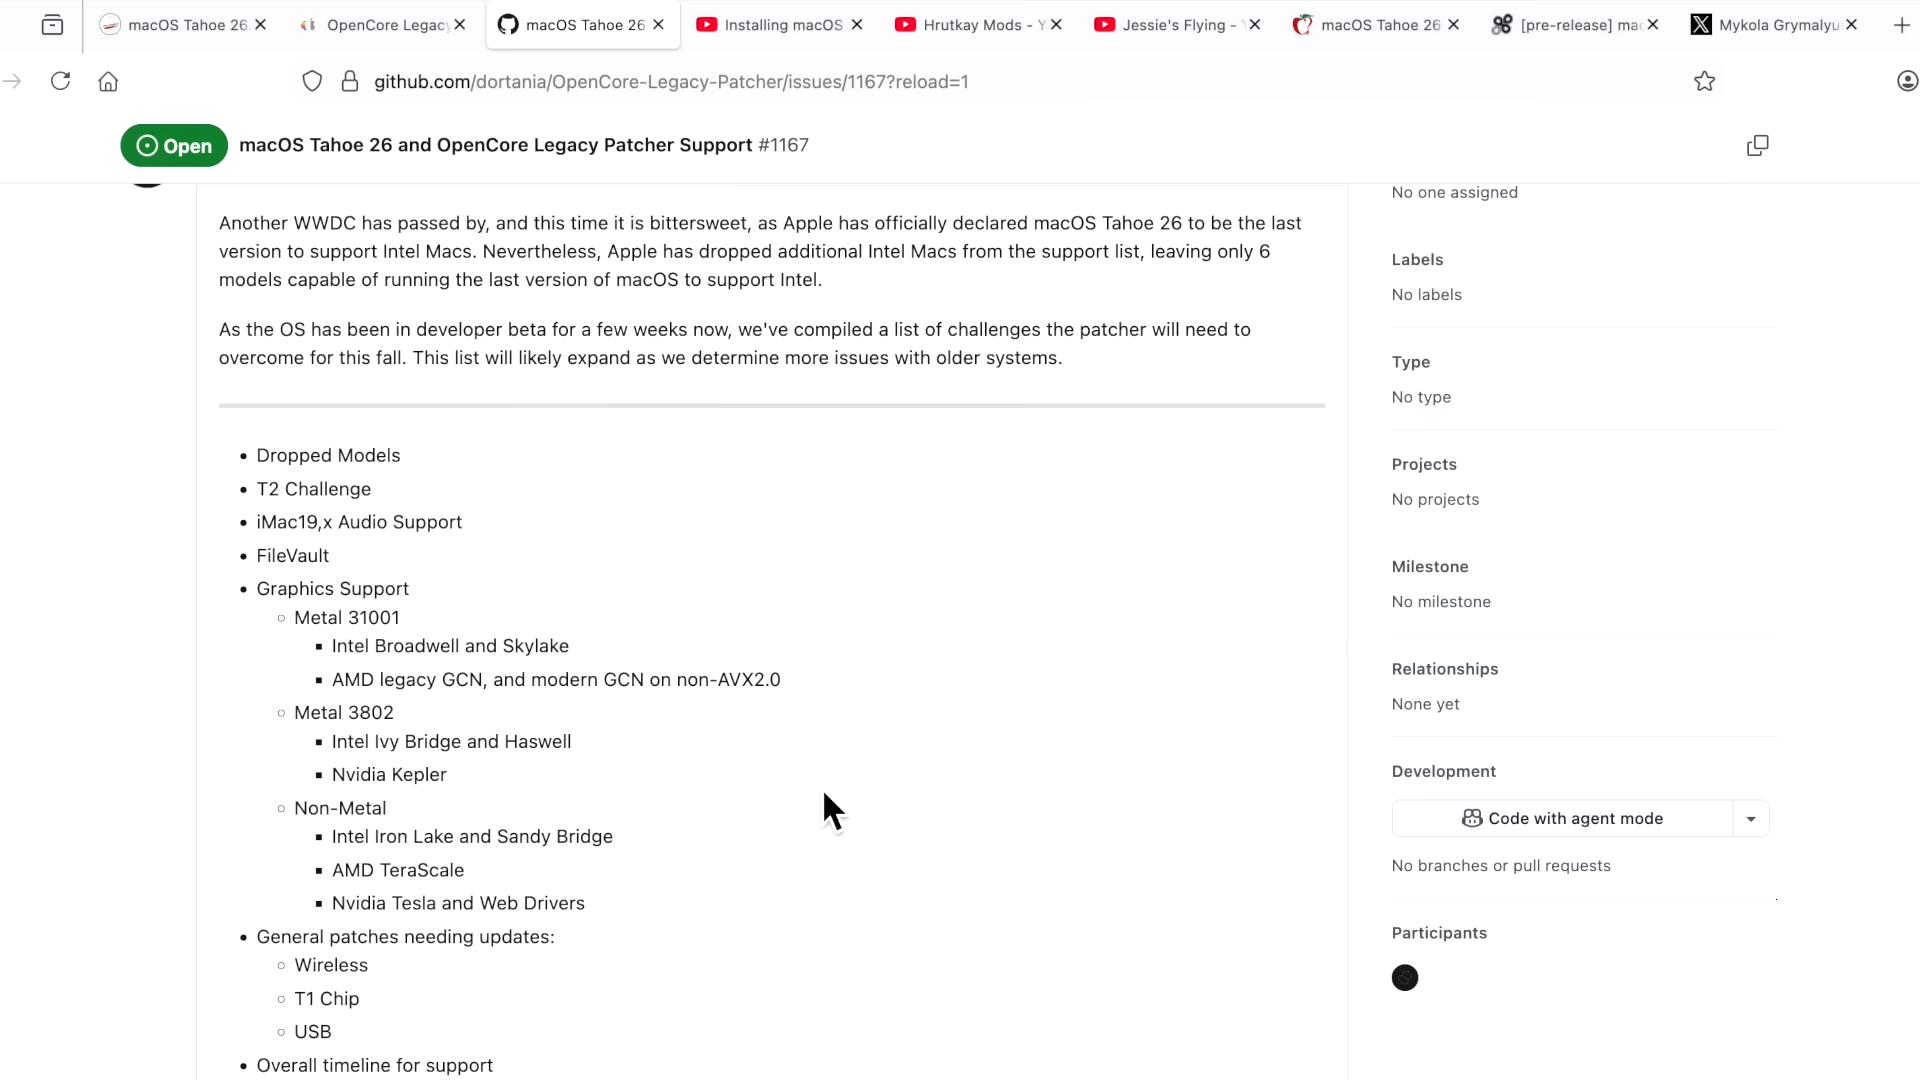 macOS Tahoe 26
OpenCore Legac
macOS Tahoe 26
Installing macOS
Hrutkay Mods - Y
Jessie's Flying - Y
macOS Tahoe 26
[pre-release] mac
Mykola Grymalyu
github.com/dortania/OpenCore-Legacy-Patcher/issues/1167?reload=1
Open
macOS Tahoe 26 and OpenCore Legacy Patcher Support #1167
Another WWDC has passed by, and this time it is bittersweet, as Apple has officially declared macOS Tahoe 26 to be the last
version to support Intel Macs. Nevertheless, Apple has dropped additional Intel Macs from the support list, leaving only 6
models capable of running the last version of macOS to support Intel.
As the OS has been in developer beta for a few weeks now, we've compiled a list of challenges the patcher will need to
overcome for this fall. This list will likely expand as we determine more issues with older systems.
Dropped Models
T2 Challenge
iMac19,x Audio Support
FileVault
Graphics Support
Metal 31001
Intel Broadwell and Skylake
AMD legacy GCN, and modern GCN on non-AVX2.0
Metal 3802
Intel Ivy Bridge and Haswell
Nvidia Kepler
Non-Metal
Intel Iron Lake and Sandy Bridge
AMD TeraScale
Nvidia Tesla and Web Drivers
General patches needing updates:
Wireless
T1 Chip
USB
Overall timeline for support
No one assigned
Labels
No labels
Type
No type
Projects
No projects
Milestone
No milestone
Relationships
None yet
Development
Code with agent mode
No branches or pull requests
Participants